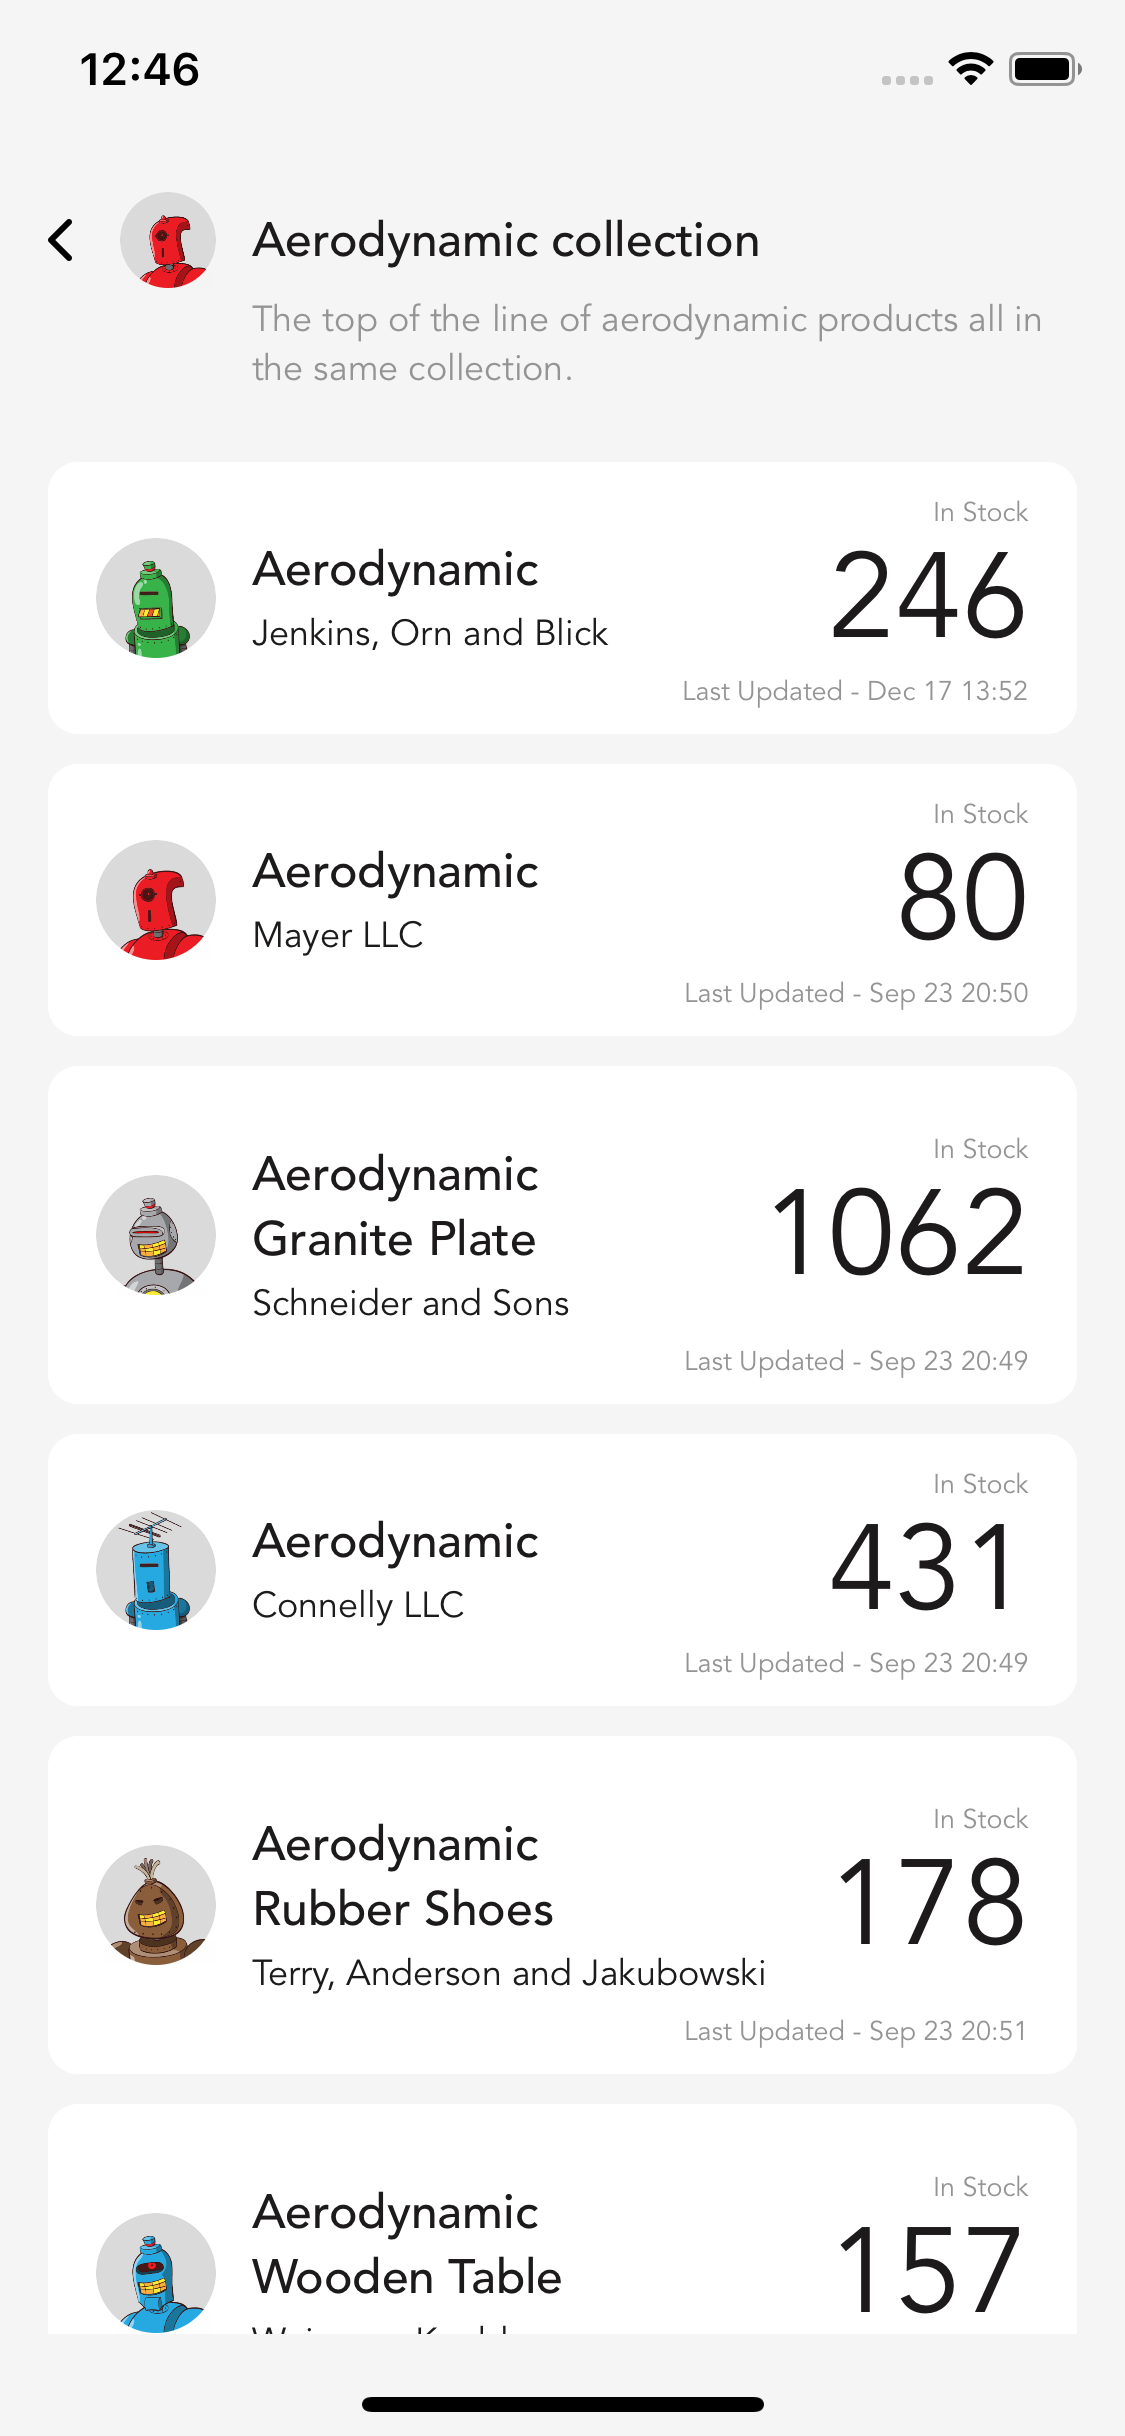 12:46
Aerodynamic collection
The top of the line of aerodynamic products all in
the same collection.
In Stock
Aerodynamic
246
Jenkins, Orn and Blick
Last Updated - Dec 17 13:52
In Stock
Aerodynamic
80
Mayer LLC
Last Updated - Sep 23 20:50
In Stock
Aerodynamic
Granite Plate
1062
Schneider and Sons
Last Updated - Sep 23 20:49
In Stock
Aerodynamic
431
Connelly LLC
Last Updated - Sep 23 20:49
In Stock
Aerodynamic
Rubber Shoes
178
Terry, Anderson and Jakubowski
Last Updated - Sep 23 20:51
In Stock
Aerodynamic
Wooden Table
157